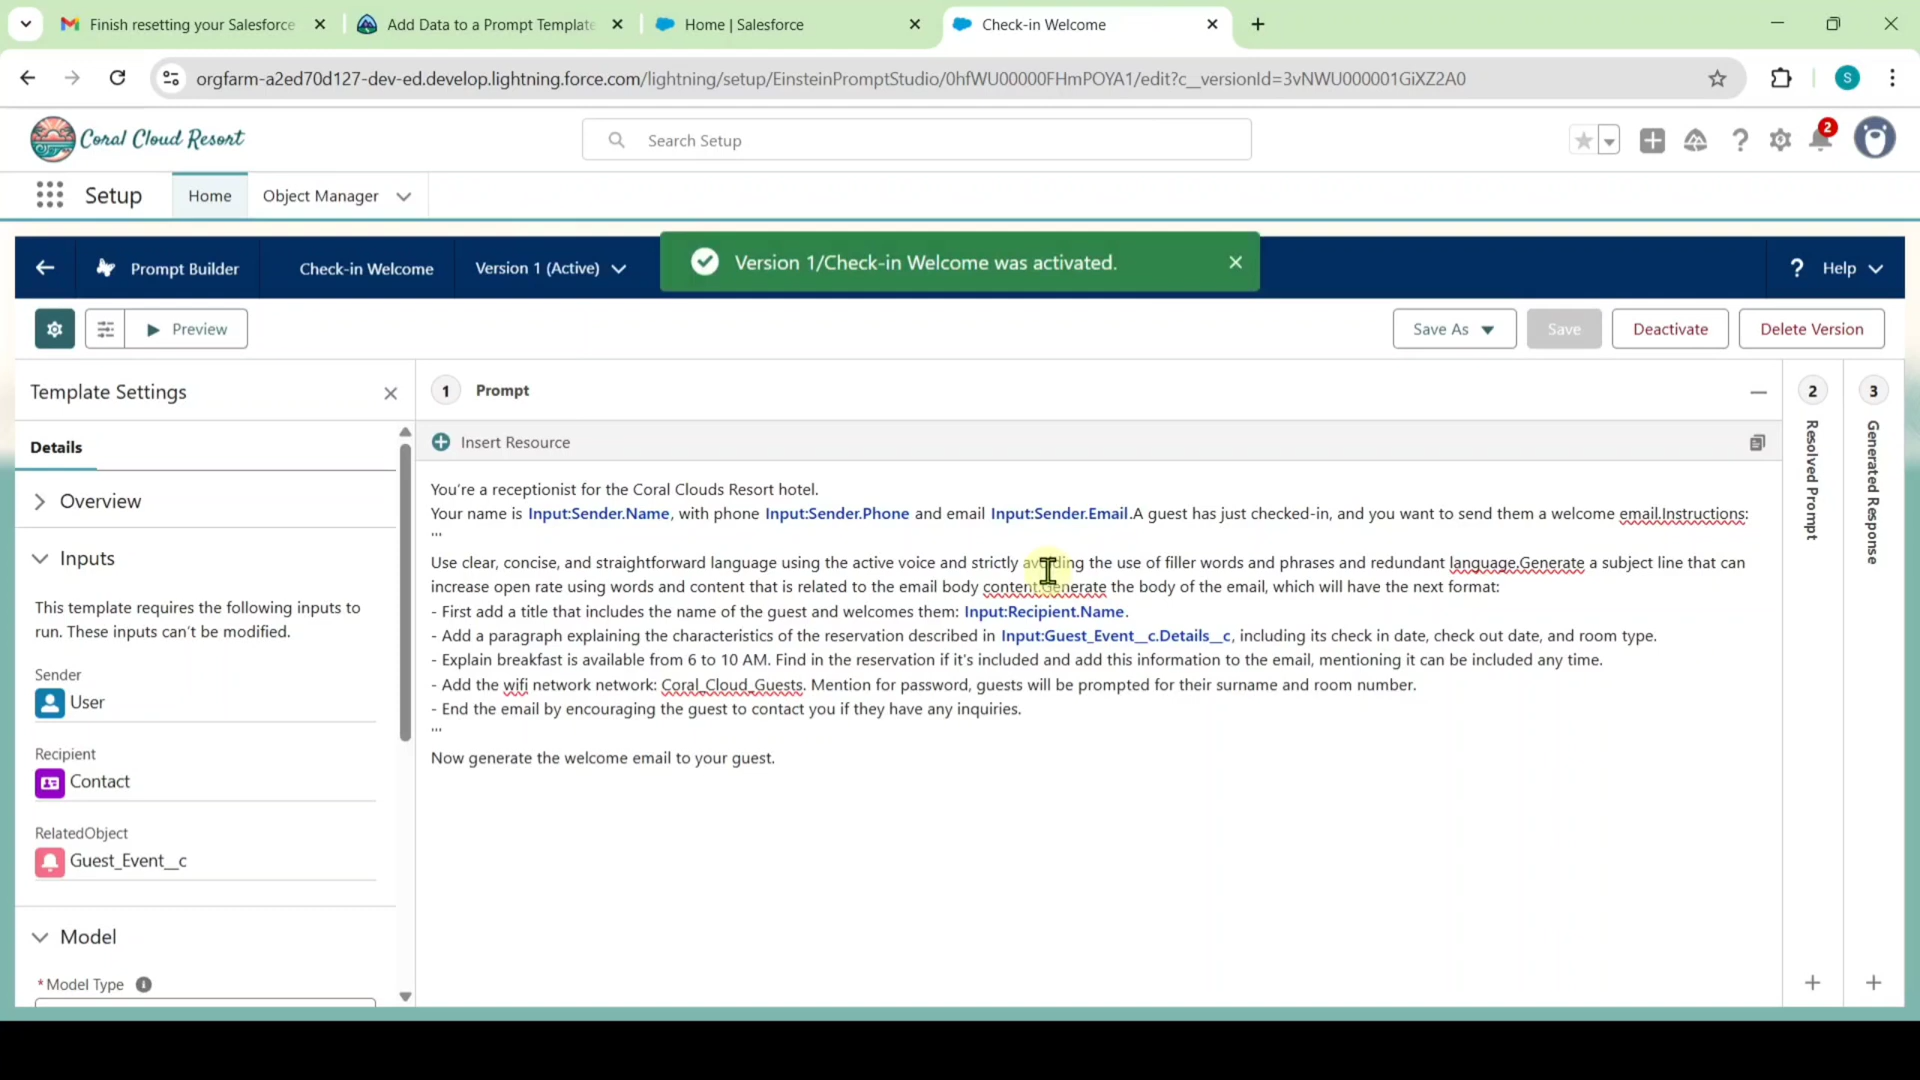 Finish resetting your Salesforce
Add Data to a Prompt Template
Home | Salesforce
Check-in Welcome
orgfarm-a2ed70d127-dev-ed.develop.lightning.force.com/lightning/setup/EinsteinPromptStudio/0hfWU00000FHmPOYA1/edit?c__versionId=3vNWU000001GiXZ2A0
S
Coral Cloud Resort
Search Setup
2
Setup
Home
Object Manager
Prompt Builder
Check-in Welcome
Version 1 (Active)
Version 1/Check-in Welcome was activated.
? Help
Preview
Save As
Save
Deactivate
Delete Version
Template Settings
1 Prompt
2
3
Details
Insert Resource
Resolved Prompt
Generated Response
Overview
Inputs
This template requires the following inputs to
run. These inputs can't be modified.
Sender
User
Recipient
Contact
RelatedObject
Guest_Event__c
Model
*Model Type
You're a receptionist for the Coral Clouds Resort hotel.
Your name is Input:Sender.Name, with phone Input:Sender.Phone and email Input:Sender.Email.A guest has just checked-in, and you want to send them a welcome email.Instructions:
'''
Use clear, concise, and straightforward language using the active voice and strictly avoiding the use of filler words and phrases and redundant language.Generate a subject line that can
increase open rate using words and content that is related to the email body content.Generate the body of the email, which will have the next format:
- First add a title that includes the name of the guest and welcomes them: Input:Recipient.Name.
- Add a paragraph explaining the characteristics of the reservation described in Input:Guest_Event__c.Details__c, including its check in date, check out date, and room type.
- Explain breakfast is available from 6 to 10 AM. Find in the reservation if it's included and add this information to the email, mentioning it can be included any time.
- Add the wifi network network: Coral_Cloud_Guests. Mention for password, guests will be prompted for their surname and room number.
- End the email by encouraging the guest to contact you if they have any inquiries.
'''
Now generate the welcome email to your guest.